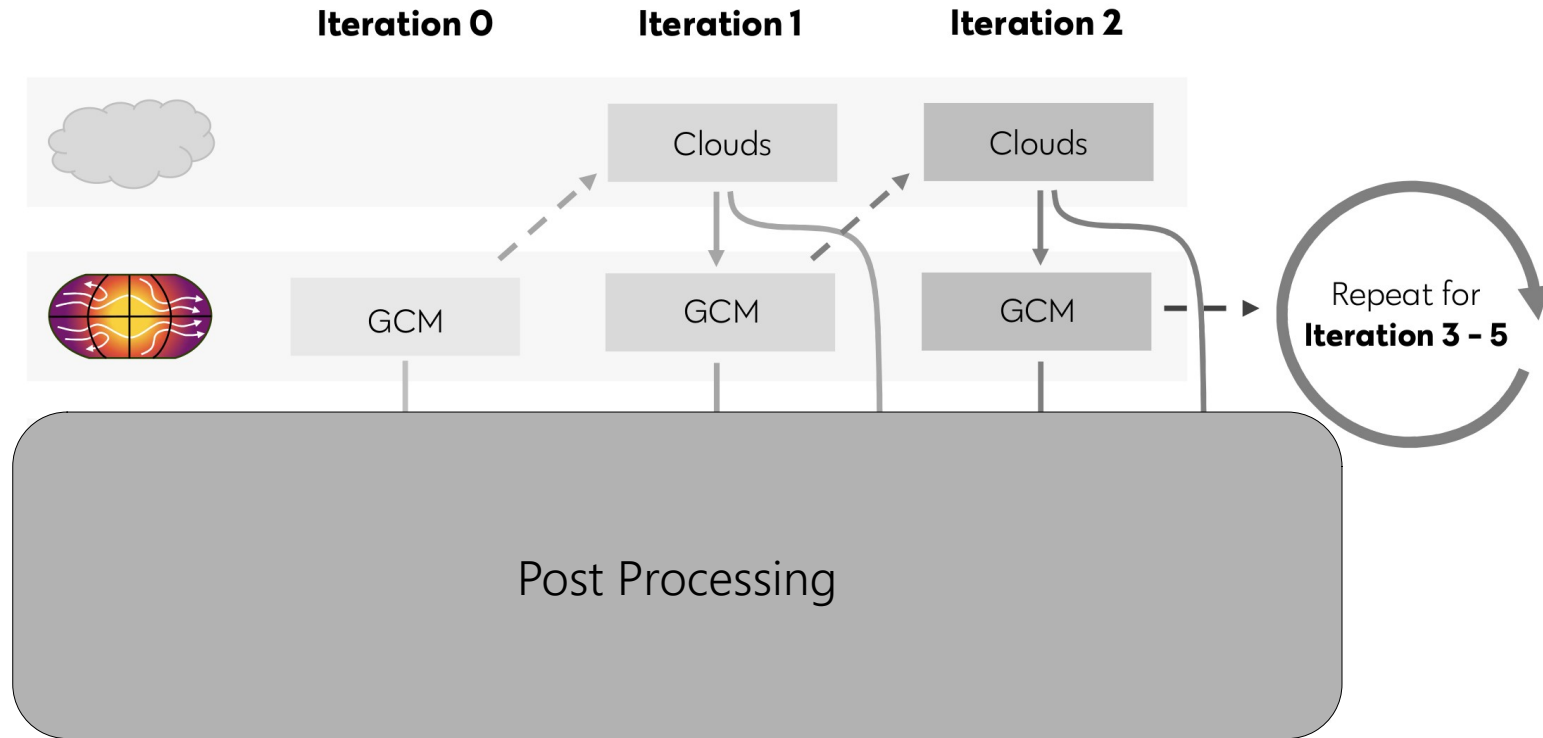 Iteration 0
Iteration 1
Iteration 2
Clouds
Clouds
GCM
GCM
GCM
Repeat for
Iteration 3 - 5
Post Processing